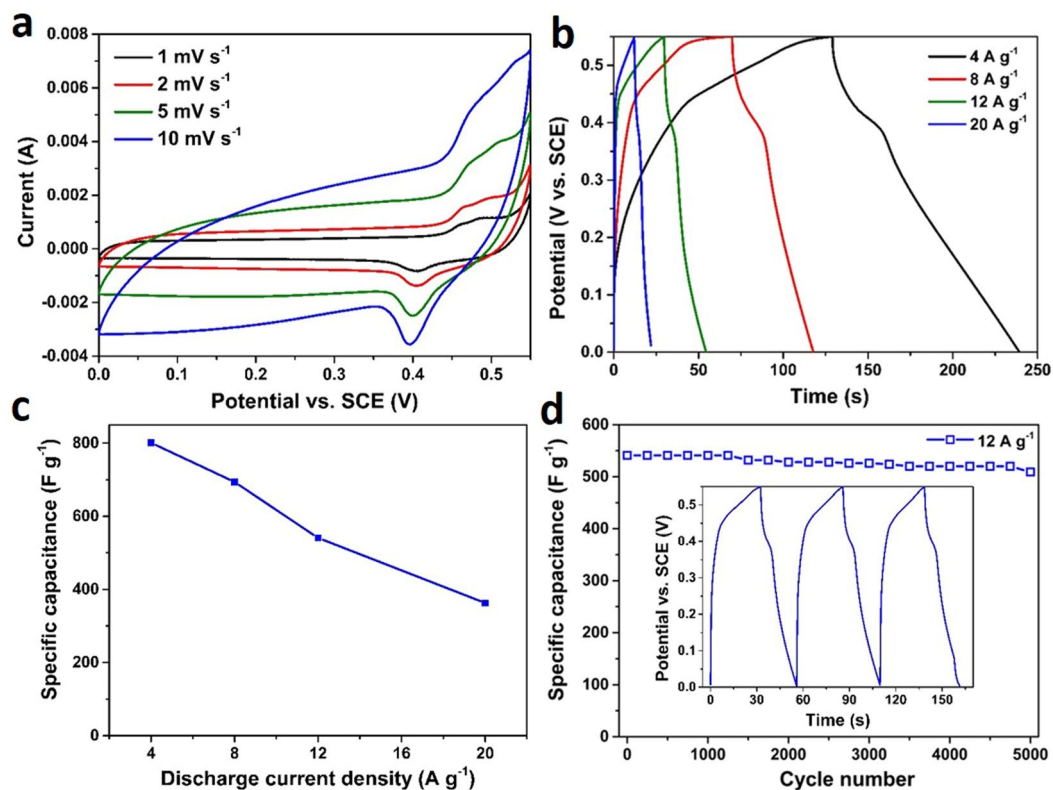 a
0.008
0.006
0.004
0.002
0.000
-0.002
-0.004
Current (A)
1 mV s⁻¹
2 mV s⁻¹
5 mV s⁻¹
10 mV s⁻¹
0.0 0.1 0.2 0.3 0.4 0.5
Potential vs. SCE (V)
b
0.5
0.4
0.3
0.2
0.1
0.0
Potential (V vs. SCE)
4 A g⁻¹
8 A g⁻¹
12 A g⁻¹
20 A g⁻¹
0 50 100 150 200 250
Time (s)
c
800
600
400
200
0
Specific capacitance (F g⁻¹)
4 8 12 16 20
Discharge current density (A g⁻¹)
d
600
500
400
300
200
100
0
Specific capacitance (F g⁻¹)
12 A g⁻¹
0.5
0.4
0.3
0.2
0.1
0.0
Potential vs. SCE (V)
0 30 60 90 120 150
Time (s)
0 1000 2000 3000 4000 5000
Cycle number